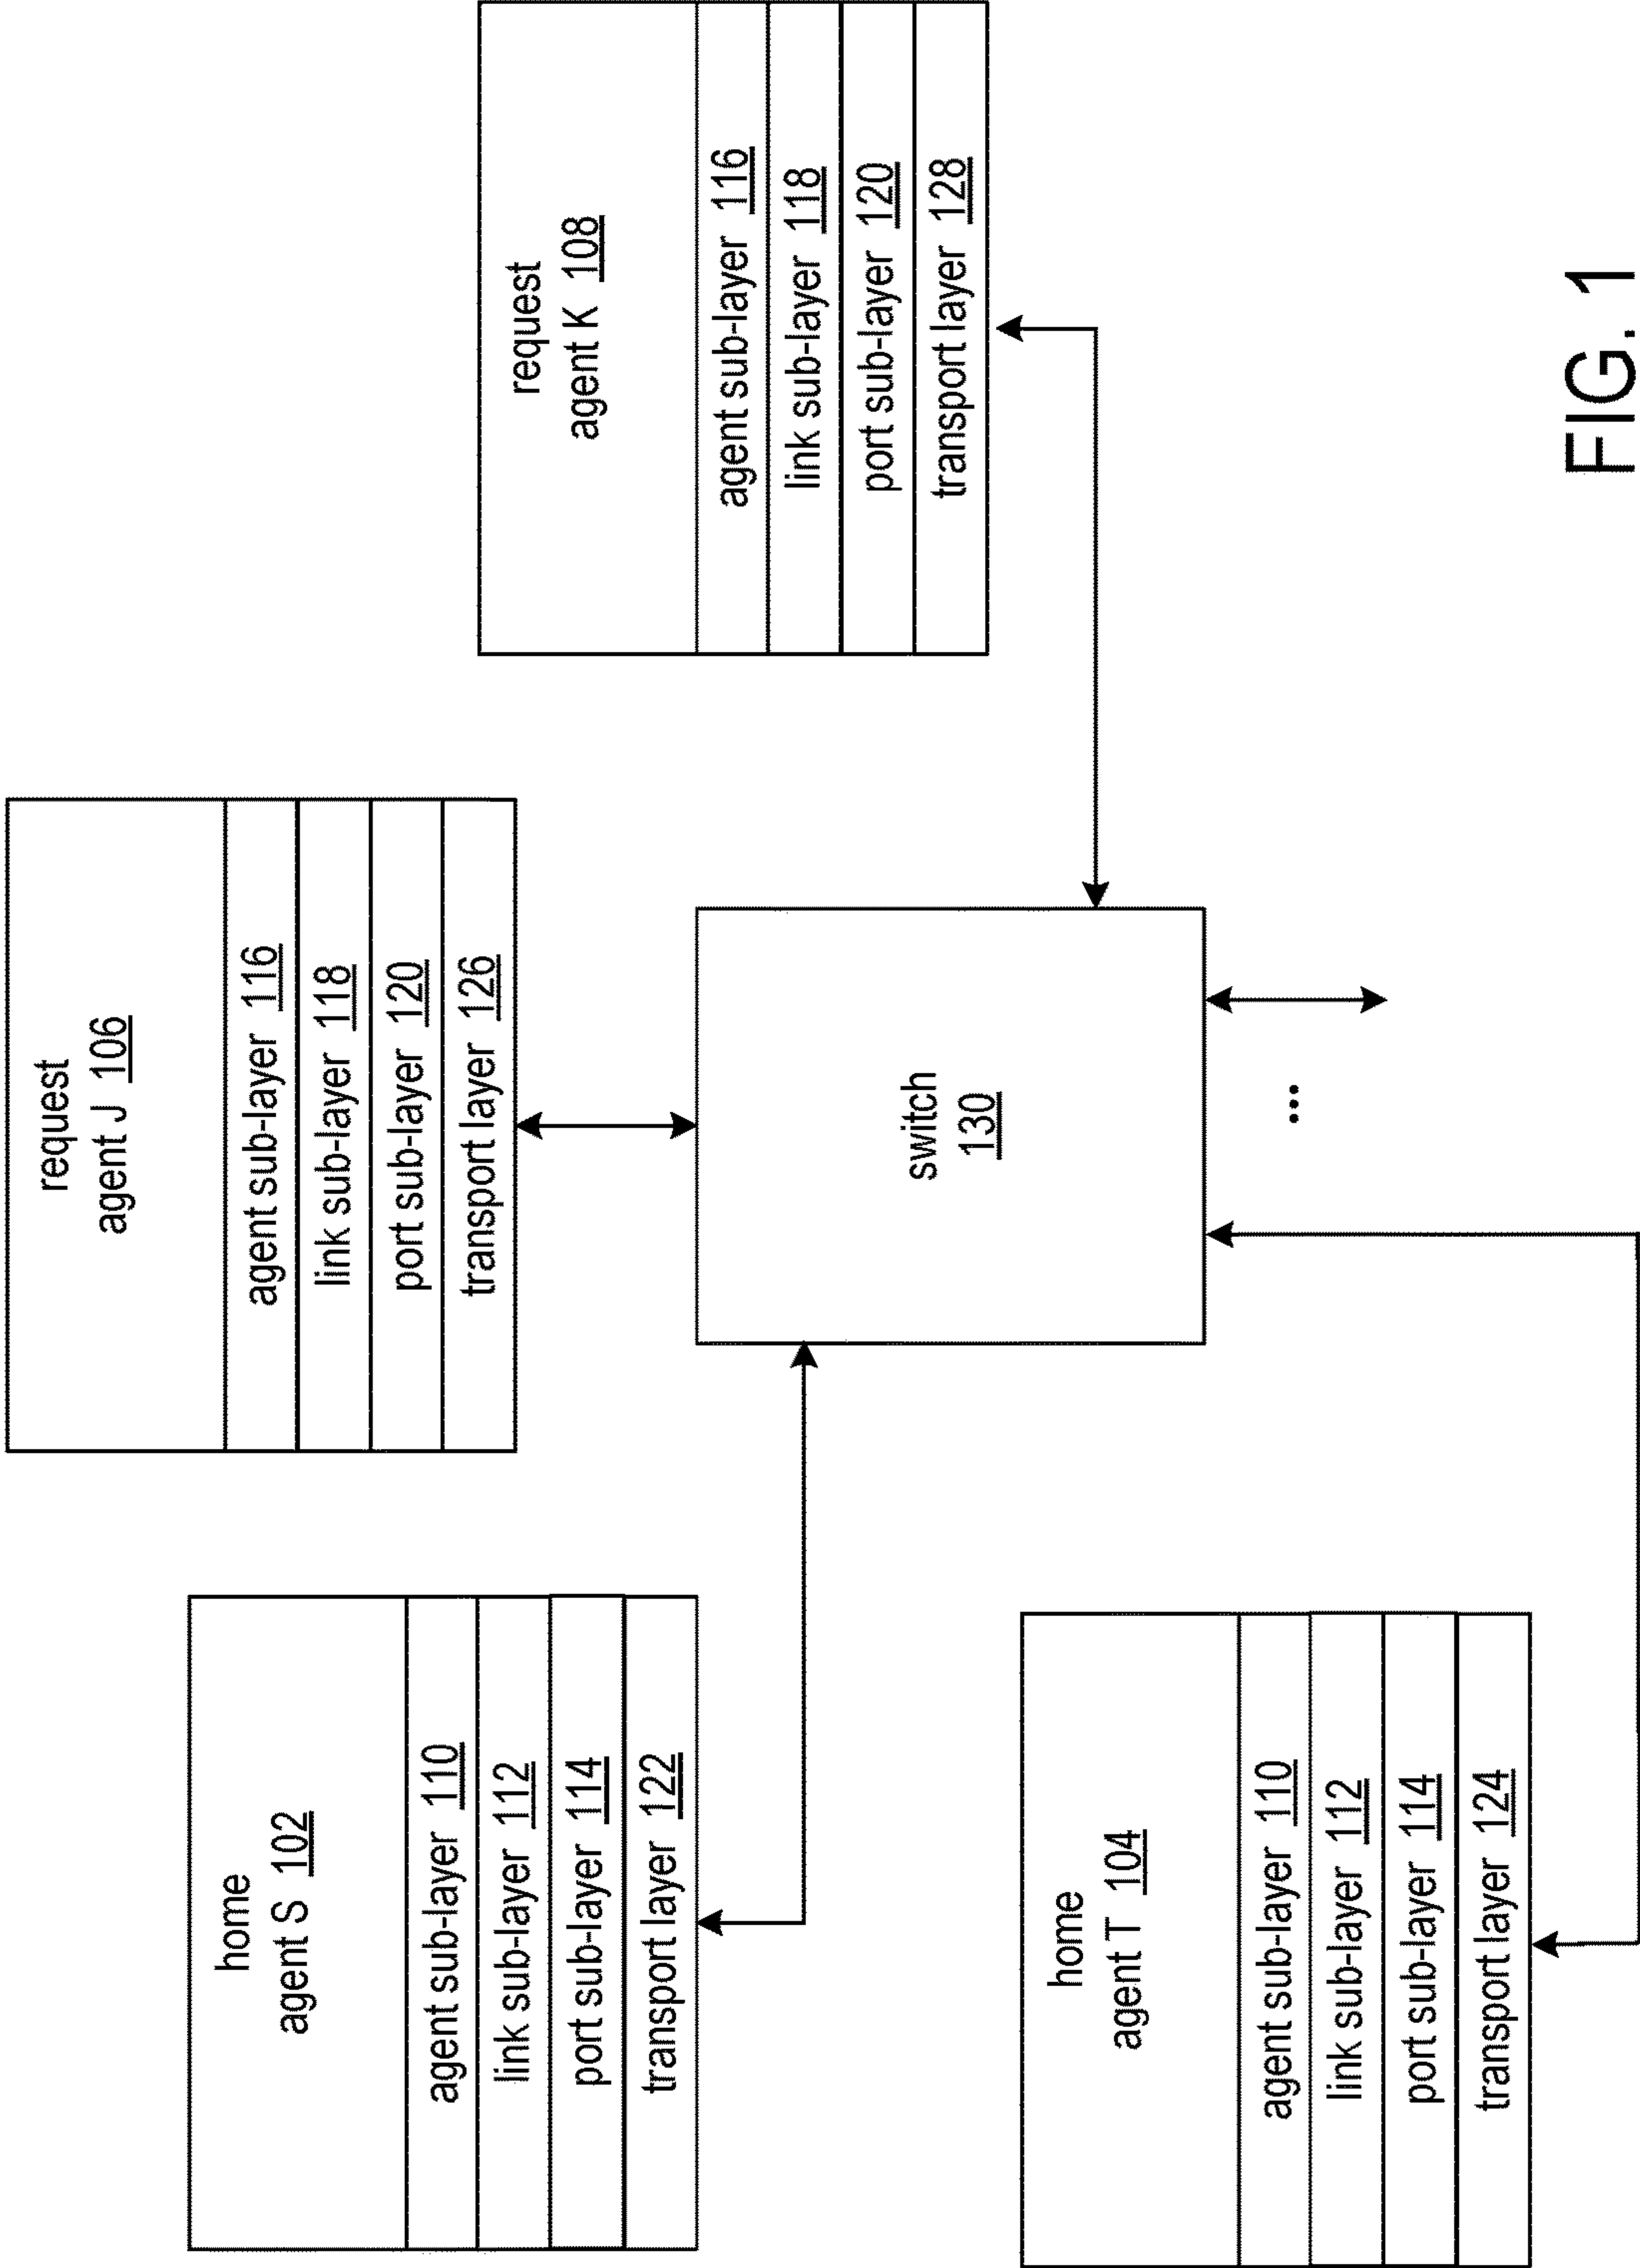 request
agent J 106
agent sub-layer 116
link sub-layer 118
port sub-layer 120
transport layer 126
home
agent S 102
agent sub-layer 110
link sub-layer 112
port sub-layer 114
transport layer 122
request
agent K 108
agent sub-layer 116
link sub-layer 118
port sub-layer 120
transport layer 128
switch
130
home
agent T 104
agent sub-layer 110
link sub-layer 112
port sub-layer 114
transport layer 124
...
FIG. 1